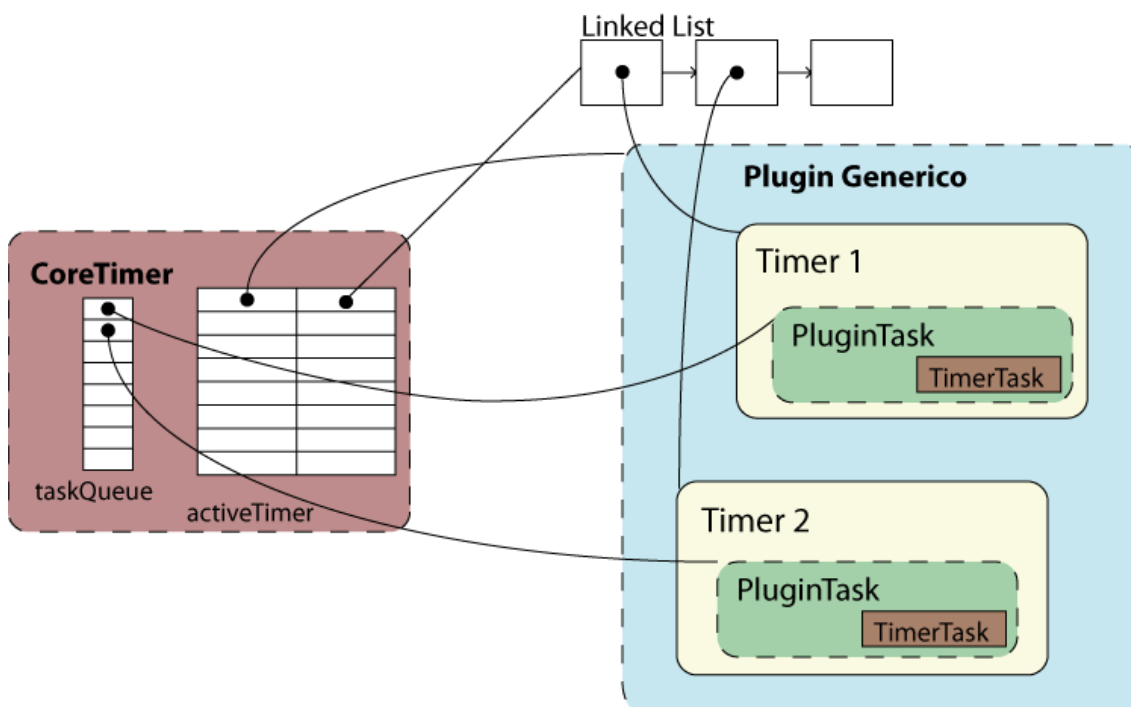 Linked List
Plugin Generico
CoreTimer
Timer 1
PluginTask
TimerTask
taskQueue
activeTimer
Timer 2
PluginTask
TimerTask